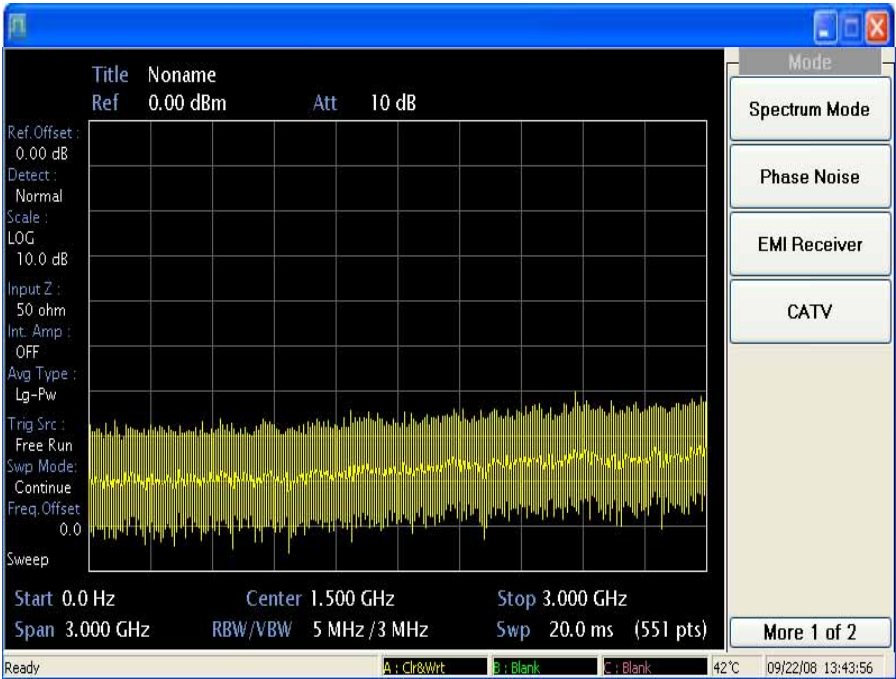 Title Noname
Ref 0.00 dBm Att 10 dB
Ref.Offset :
0.00 dB
Detect :
Normal
Scale :
LOG
10.0 dB
Input Z :
50 ohm
Int. Amp :
OFF
Avg Type :
Lg-Pw
Trig Src :
Free Run
Swp Mode:
Continue
Freq.Offset
0.0
Sweep
Start 0.0 Hz Center 1.500 GHz Stop 3.000 GHz
Span 3.000 GHz RBW/VBW 5 MHz / 3 MHz Swp 20.0 ms (551 pts)
Mode
Spectrum Mode
Phase Noise
EMI Receiver
CATV
More 1 of 2
Ready A : Clr&Wrt B : Blank C : Blank 42℃ 09/22/08 13:43:56